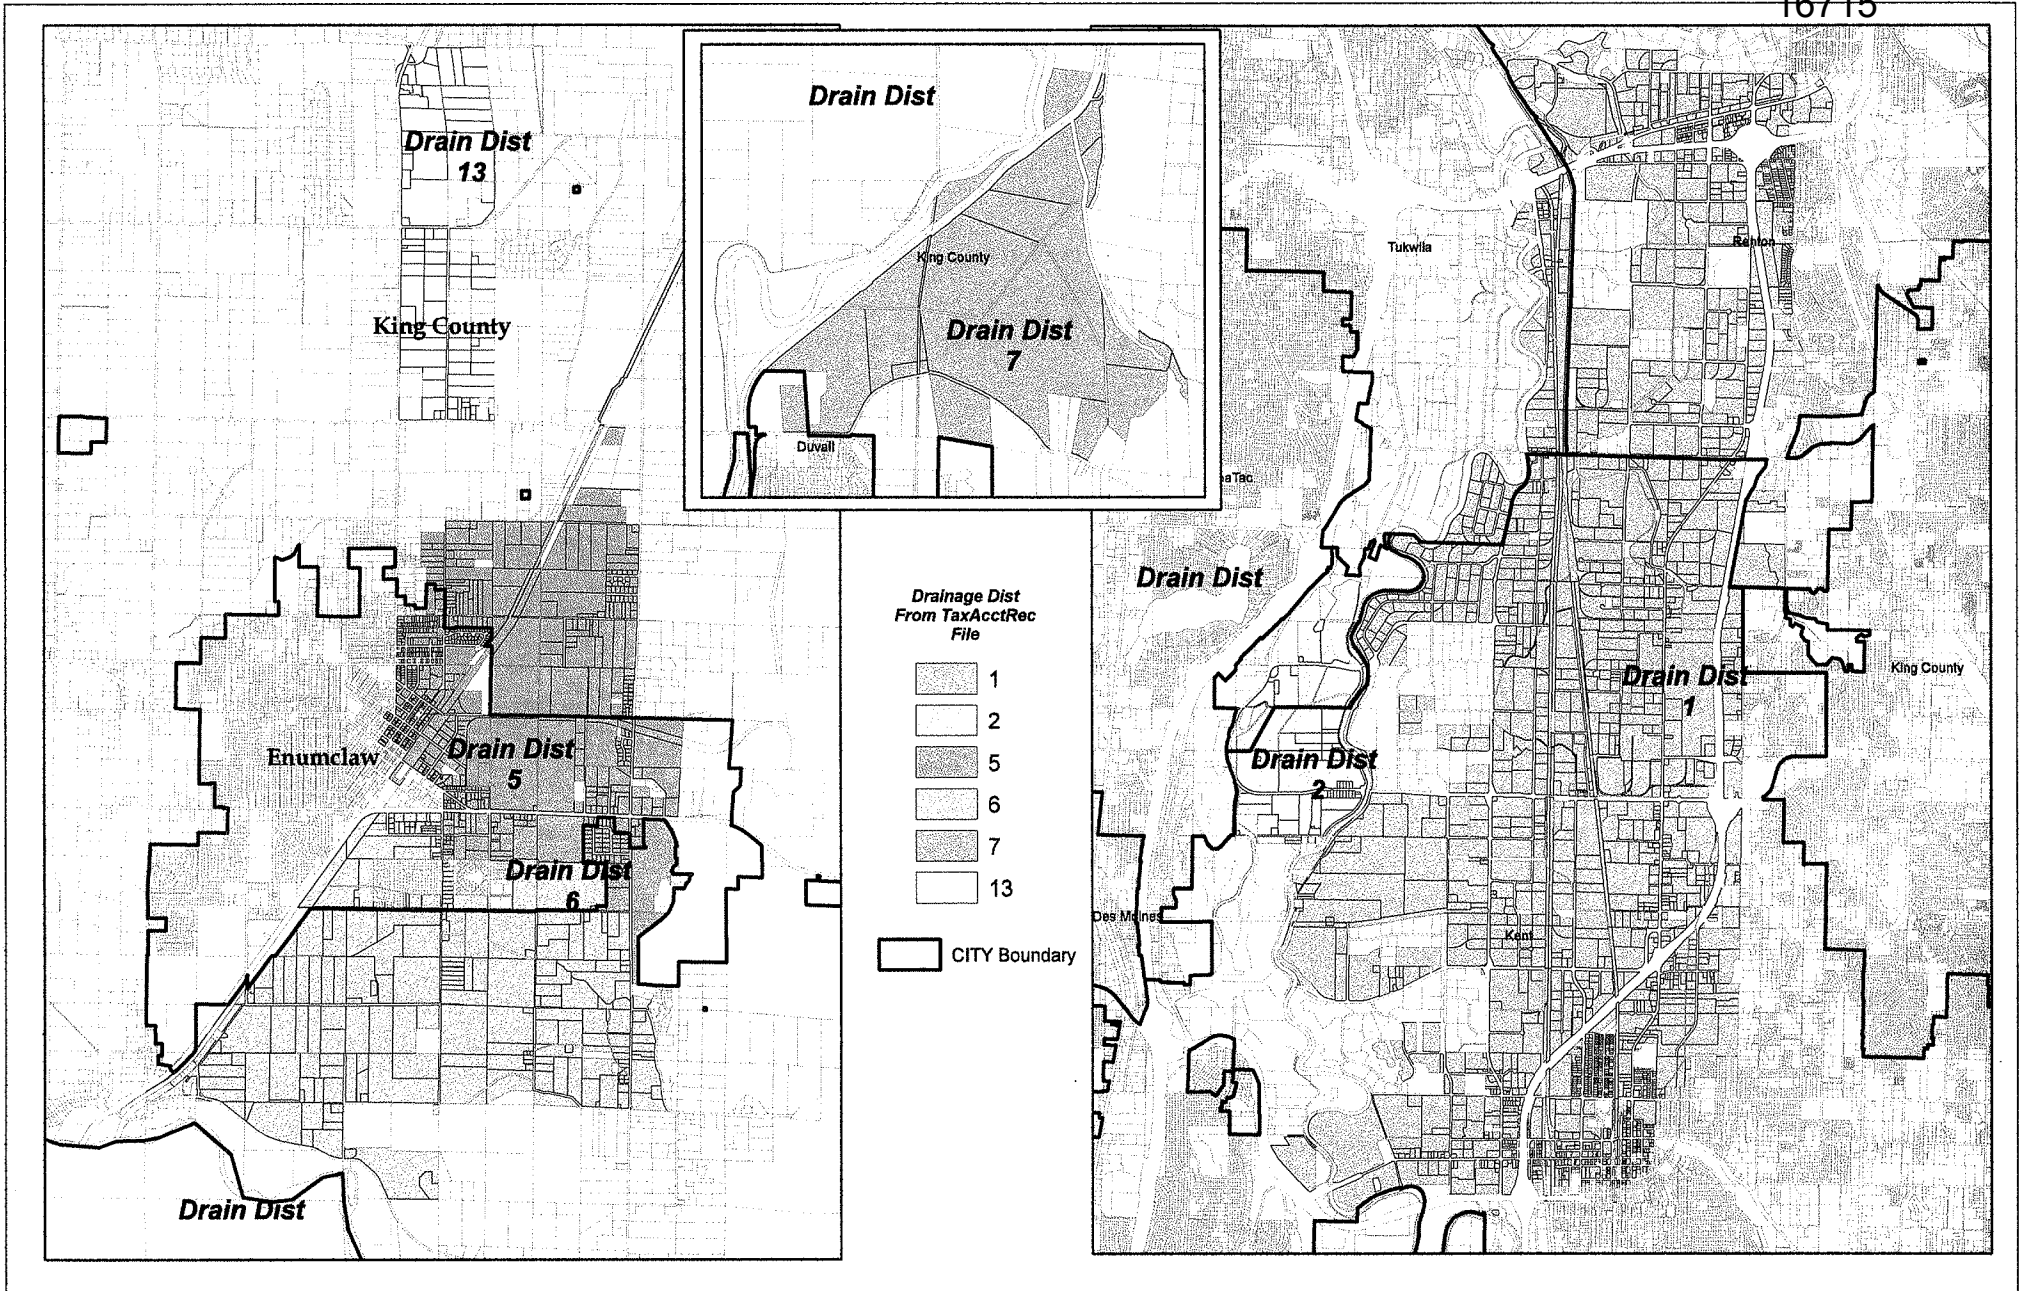 16715
Drain Dist
13
King County
Enumclaw
Drain Dist
5
Drain Dist
6
Drain Dist
Drain Dist
King County
Drain Dist
7
Duvall
Drainage Dist
From TaxAcctRec
File
1
2
5
6
7
13
CITY Boundary
Tukwila
Renton
aTac
Drain Dist
Drain Dist
1
King County
Drain Dist
2
Des Moines
Kent